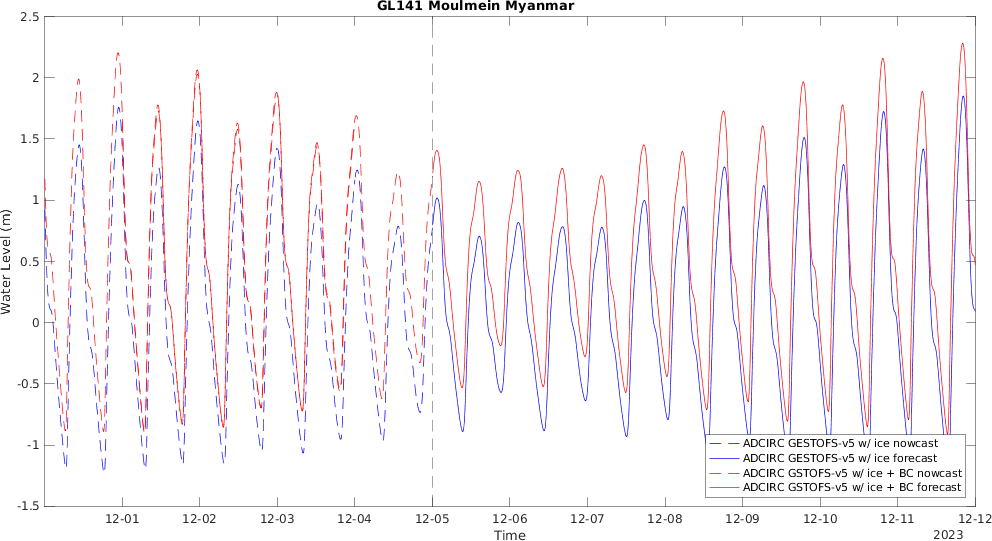 GL141 Moulmein Myanmar
Water Level (m)
2.5
2
1.5
1
0.5
0
-0.5
-1
-1.5
ADCIRC GESTOFS-v5 w/ ice nowcast
ADCIRC GESTOFS-v5 w/ ice forecast
ADCIRC GSTOFS-v5 w/ ice + BC nowcast
ADCIRC GSTOFS-v5 w/ ice + BC forecast
12-01 12-02 12-03 12-04 12-05 12-06 12-07 12-08 12-09 12-10 12-11 12-12
Time
2023